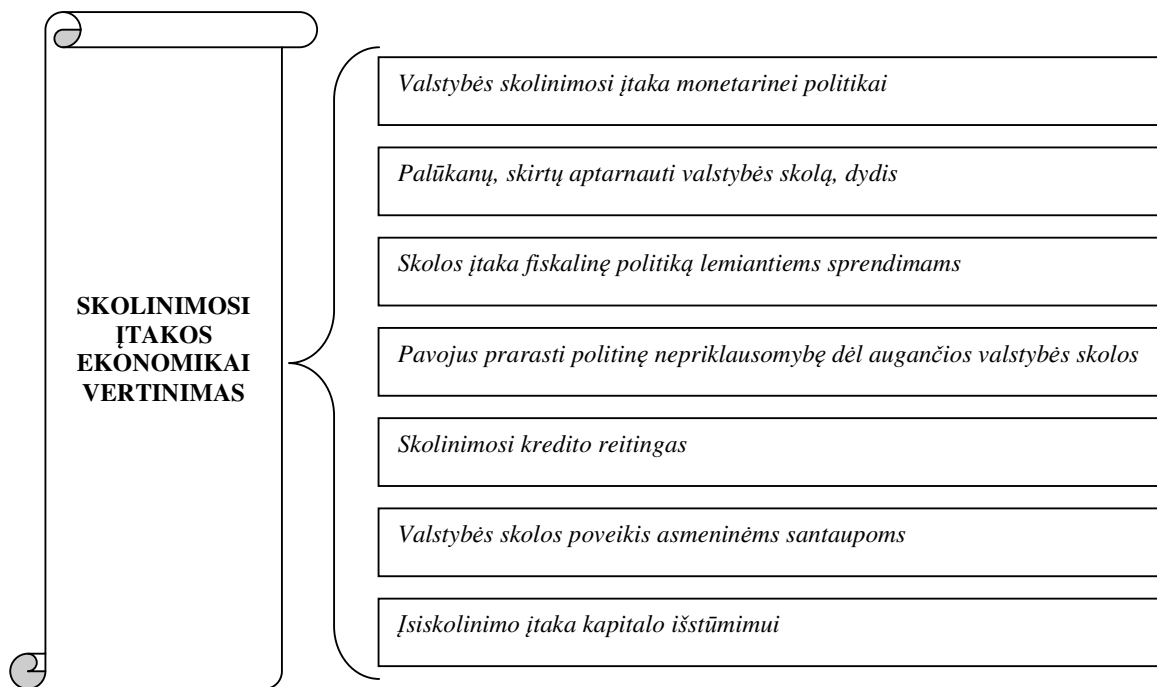 SKOLINIMOSI
ĮTAKOS
EKONOMIKAI
VERTINIMAS
Valstybės skolinimosi įtaka monetarinei politikai
Palūkanų, skirtų aptarnauti valstybės skolą, dydis
Skolos įtaka fiskalinę politiką lemiantiems sprendimams
Pavojus prarasti politinę nepriklausomybę dėl augančios valstybės skolos
Skolinimosi kredito reitingas
Valstybės skolos poveikis asmeninėms santaupoms
Įsiskolinimo įtaka kapitalo išstūmimui